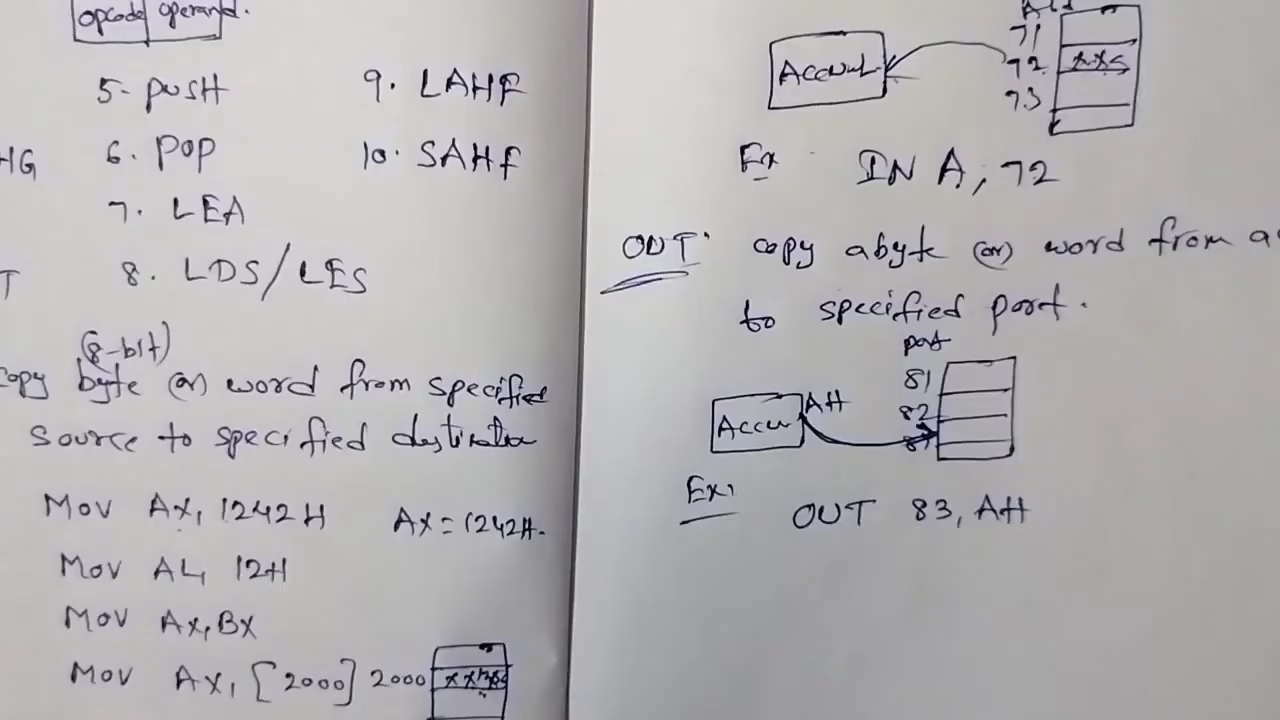 opcode operand.
5. PUSH
9. LAHF
HG
6. POP
10. SAHF
7. LEA
T
8. LDS/LES
(8-bit)
copy byte (or) word from specified
source to specified destination
Mov Ax, 1242H
Ax = 1242H.
Mov AL, 12H
Mov Ax, Bx
Mov Ax, [2000]
2000
71
Accumul
72
73
Ex
IN A, 72
OUT: copy a byte (or) word from a
to specified port.
port
81
Accu
AH
82
Ex:
OUT 83, AH